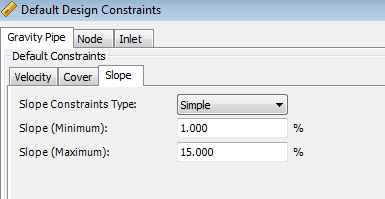 Default Design Constraints
Gravity Pipe Node Inlet
Default Constraints
Velocity Cover Slope
Slope Constraints Type: Simple
Slope (Minimum): 1.000 %
Slope (Maximum): 15.000 %